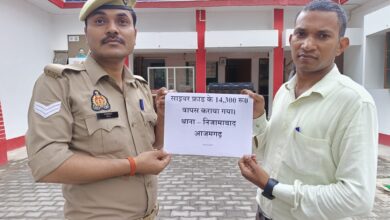 साइबर फ्राड के 14,300 रू0
वापस कराया गया।
थाना – निजामाबाद
आजमगढ़